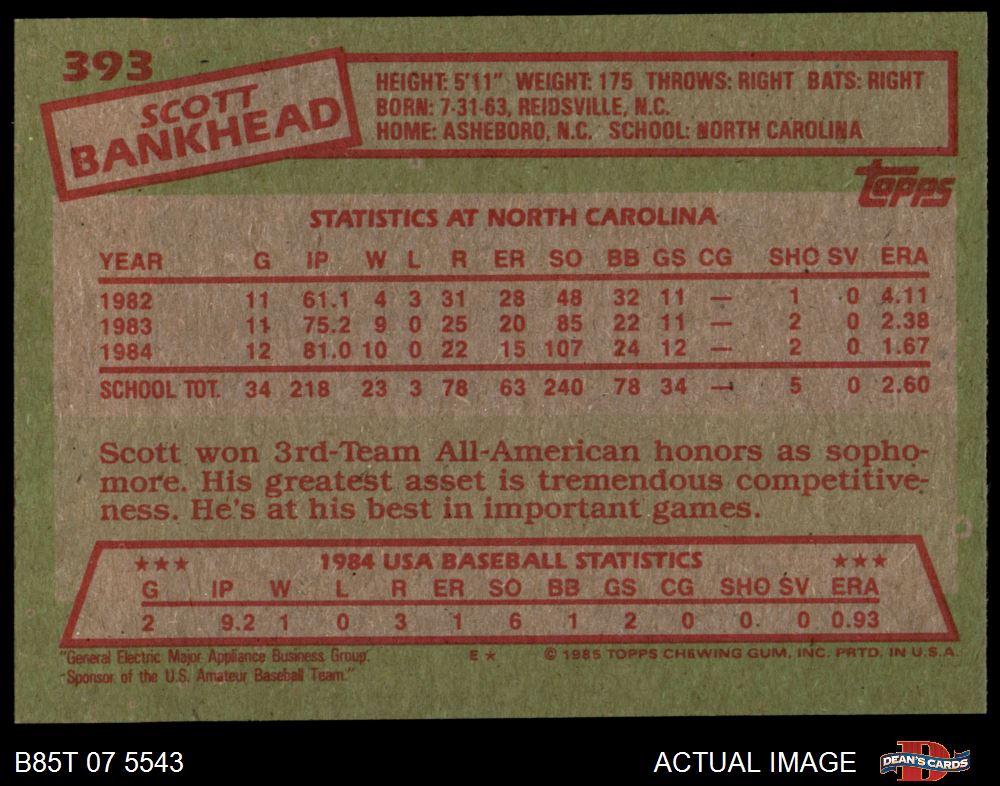 393
SCOTT
BANKHEAD
HEIGHT: 5'11" WEIGHT: 175 THROWS: RIGHT BATS: RIGHT
BORN: 7-31-63, REIDSVILLE, N.C.
HOME: ASHEBORO, N.C. SCHOOL: NORTH CAROLINA
topps
STATISTICS AT NORTH CAROLINA
YEAR G IP W L R ER SO BB GS CG SHO SV ERA
1982 11 61.1 4 3 31 28 48 32 11 — 1 0 4.11
1983 11 75.2 9 0 25 20 85 22 11 — 2 0 2.38
1984 12 81.0 10 0 22 15 107 24 12 — 2 0 1.67
SCHOOL TOT. 34 218 23 3 78 63 240 78 34 — 5 0 2.60
Scott won 3rd-Team All-American honors as sopho-
more. His greatest asset is tremendous competitive-
ness. He's at his best in important games.
★★★ 1984 USA BASEBALL STATISTICS ★★★
G IP W L R ER SO BB GS CG SHO SV ERA
2 9.2 1 0 3 1 6 1 2 0 0 0 0.93
"General Electric Major Appliance Business Group. E★ © 1985 TOPPS CHEWING GUM, INC. PRTD. IN U.S.A.
Sponsor of the U.S. Amateur Baseball Team."
B85T 07 5543 ACTUAL IMAGE D DEAN'S CARDS